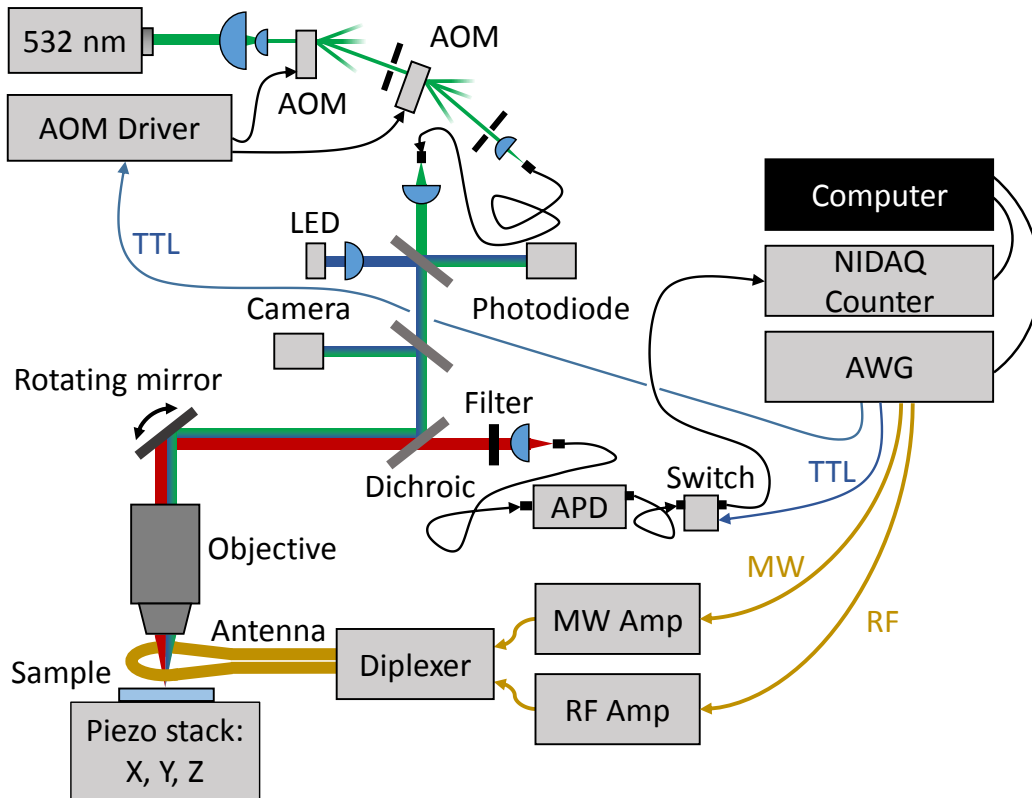 532 nm
AOM
AOM
AOM Driver
Computer
LED
TTL
NIDAQ
Counter
Camera
Photodiode
AWG
Rotating mirror
Filter
Dichroic
Switch
TTL
APD
Objective
MW
Antenna
MW Amp
RF
Sample
Diplexer
RF Amp
Piezo stack:
X, Y, Z